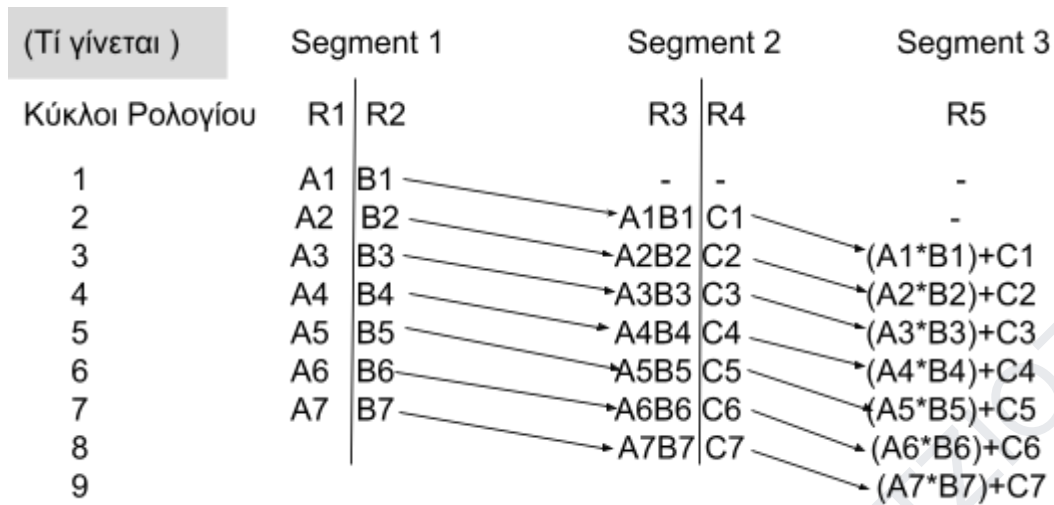 (Τί γίνεται ) Segment 1 Segment 2 Segment 3
Κύκλοι Ρολογίου R1 R2 R3 R4 R5
1 A1 B1 - - -
2 A2 B2 A1B1 C1 -
3 A3 B3 A2B2 C2 (A1*B1)+C1
4 A4 B4 A3B3 C3 (A2*B2)+C2
5 A5 B5 A4B4 C4 (A3*B3)+C3
6 A6 B6 A5B5 C5 (A4*B4)+C4
7 A7 B7 A6B6 C6 (A5*B5)+C5
8 A7B7 C7 (A6*B6)+C6
9 (A7*B7)+C7